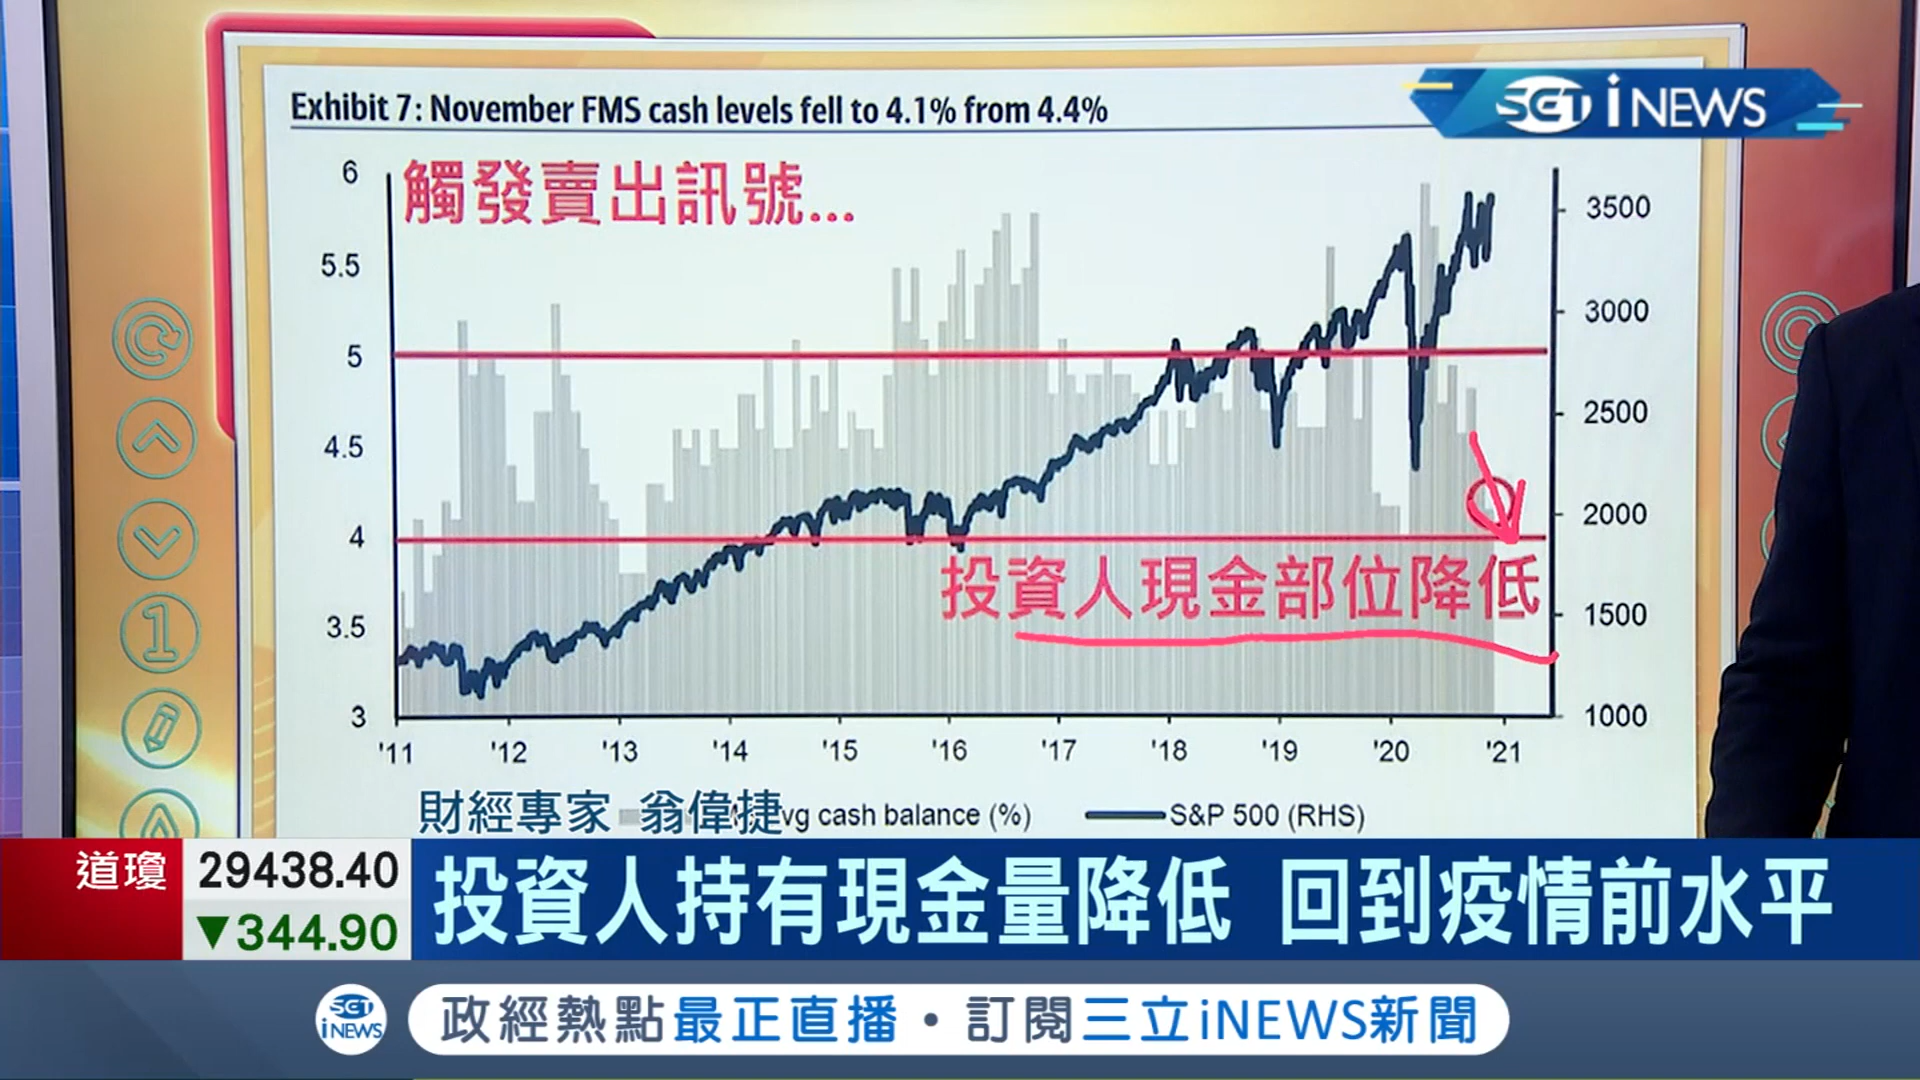 Exhibit 7: November FMS cash levels fell to 4.1% from 4.4%
SET iNEWS
觸發賣出訊號...
6
5.5
5
4.5
4
3.5
3
3500
3000
2500
2000
1500
1000
投資人現金部位降低
'11 '12 '13 '14 '15 '16 '17 '18 '19 '20 '21
財經專家 翁偉捷
cash balance (%)
S&P 500 (RHS)
1
道瓊
29438.40
▼344.90
投資人持有現金量降低 回到疫情前水平
SET iNEWS
政經熱點最正直播・訂閱三立iNEWS新聞